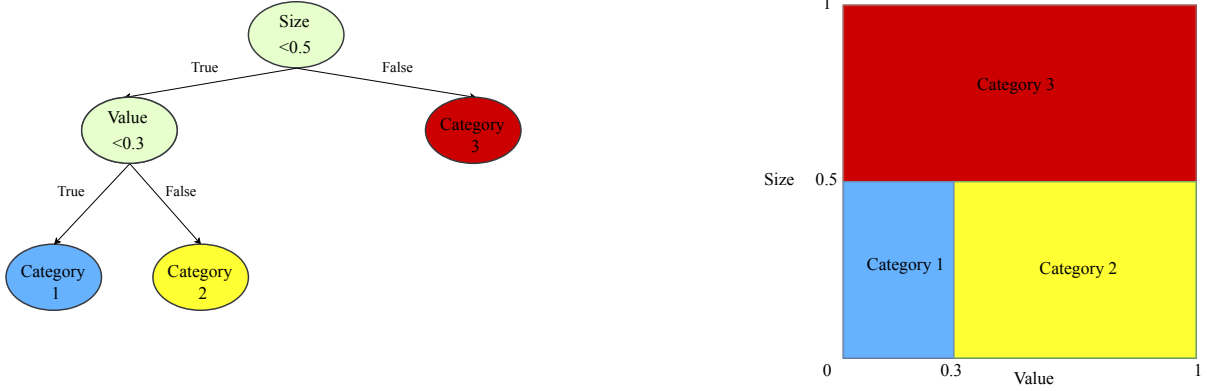 Size
<0.5
True
False
Value
<0.3
Category
3
True
False
Category
1
Category
2
1
Category 3
Size
0.5
Category 1
Category 2
0
0.3
Value
1